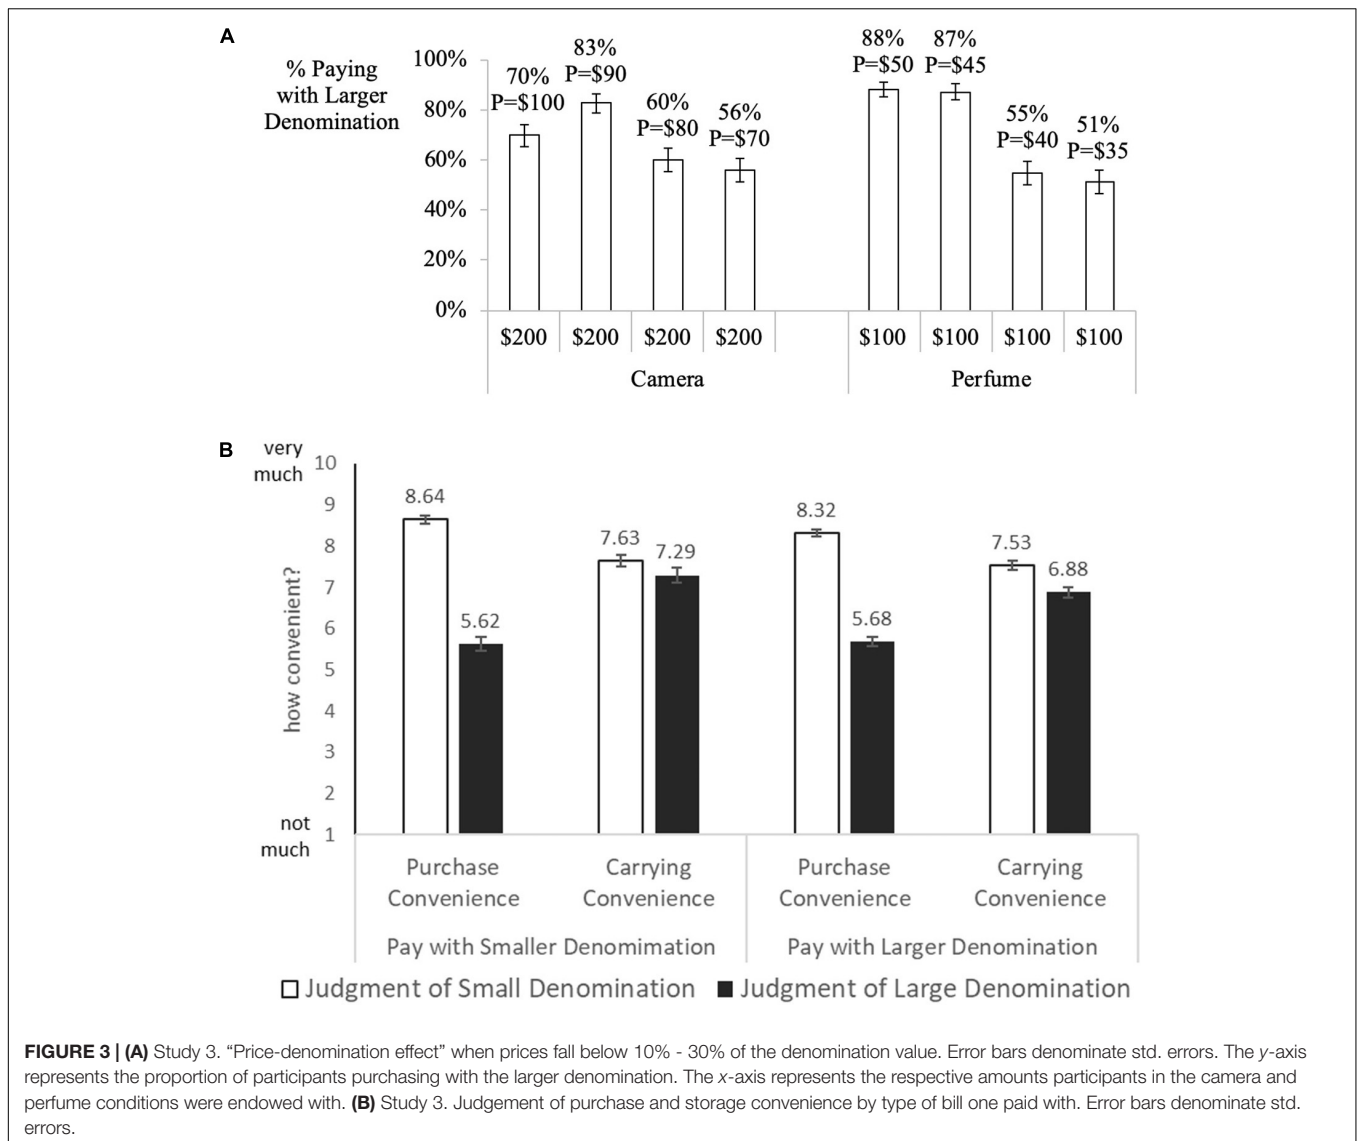 A
% Paying
with Larger
Denomination
100%
80%
60%
40%
20%
0%
70%
P=$100
83%
P=$90
60%
P=$80
56%
P=$70
88%
P=$50
87%
P=$45
55%
P=$40
51%
P=$35
$200 $200 $200 $200 $100 $100 $100 $100
Camera Perfume
B
very
much
how convenient?
10
9
8
7
6
5
4
3
2
1
not
much
8.64
5.62
7.63
7.29
8.32
5.68
7.53
6.88
Purchase
Convenience
Carrying
Convenience
Purchase
Convenience
Carrying
Convenience
Pay with Smaller Denomimation Pay with Larger Denomination
Judgment of Small Denomination Judgment of Large Denomination
FIGURE 3 | (A) Study 3. “Price-denomination effect” when prices fall below 10% - 30% of the denomination value. Error bars denominate std. errors. The y-axis
represents the proportion of participants purchasing with the larger denomination. The x-axis represents the respective amounts participants in the camera and
perfume conditions were endowed with. (B) Study 3. Judgement of purchase and storage convenience by type of bill one paid with. Error bars denominate std.
errors.